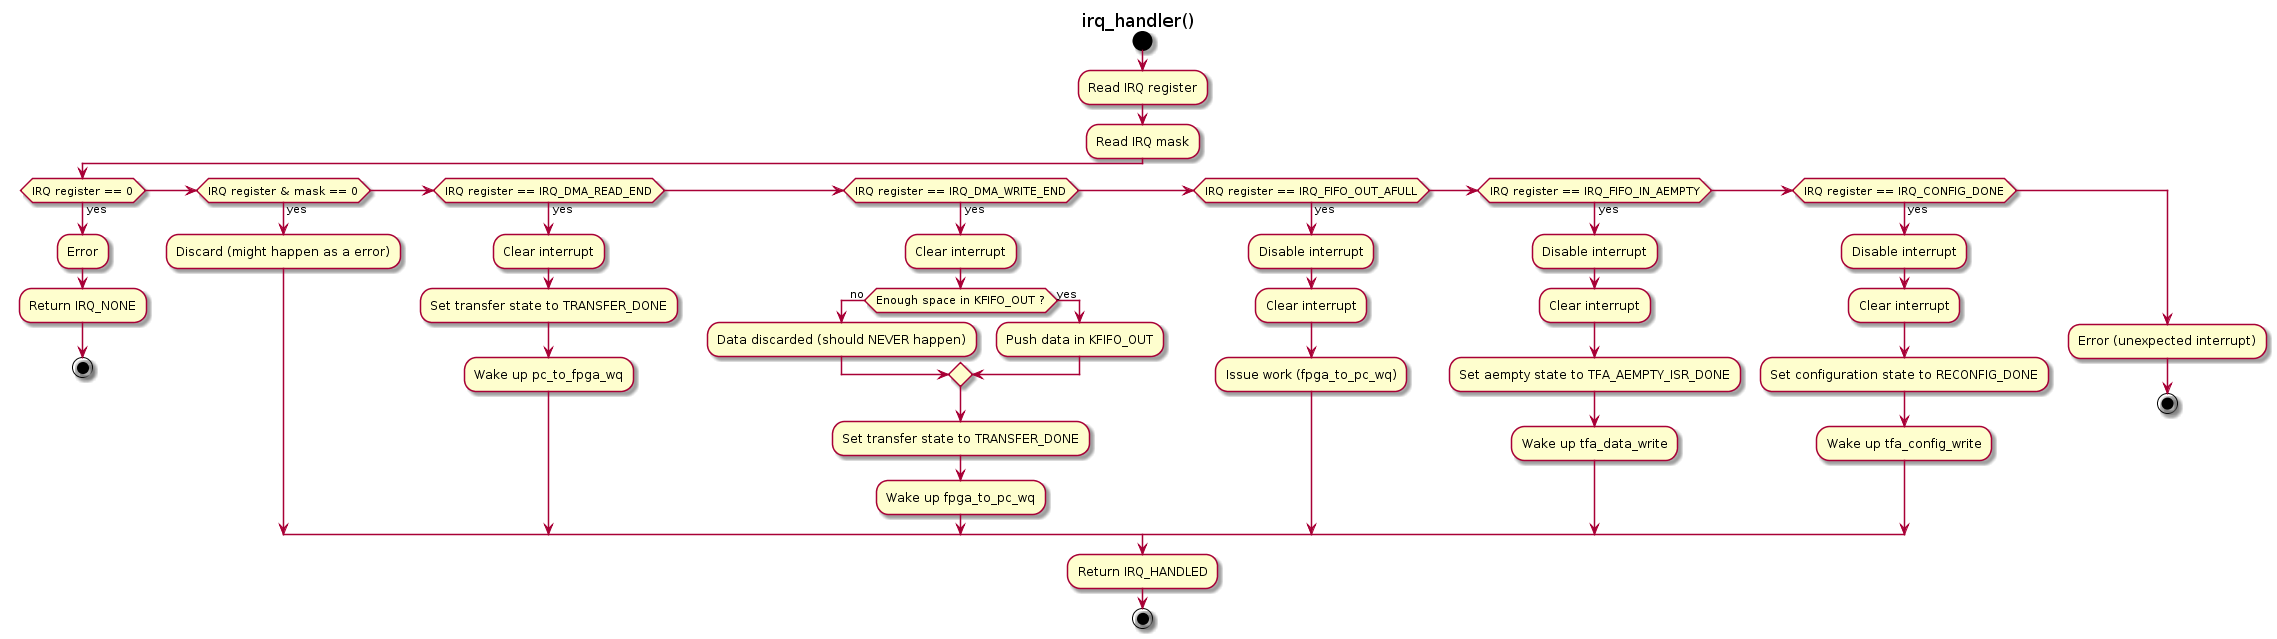 irq_handler()
Read IRQ register
Read IRQ mask
IRQ register == 0
IRQ register & mask == 0
IRQ register == IRQ_DMA_READ_END
IRQ register == IRQ_DMA_WRITE_END
IRQ register == IRQ_FIFO_OUT_AFULL
IRQ register == IRQ_FIFO_IN_AEMPTY
IRQ register == IRQ_CONFIG_DONE
yes
yes
yes
yes
yes
yes
yes
Error
Discard (might happen as a error)
Clear interrupt
Clear interrupt
Disable interrupt
Disable interrupt
Disable interrupt
Return IRQ_NONE
Set transfer state to TRANSFER_DONE
no
Enough space in KFIFO_OUT ?
yes
Clear interrupt
Clear interrupt
Clear interrupt
Data discarded (should NEVER happen)
Push data in KFIFO_OUT
Error (unexpected interrupt)
Wake up pc_to_fpga_wq
Issue work (fpga_to_pc_wq)
Set aempty state to TFA_AEMPTY_ISR_DONE
Set configuration state to RECONFIG_DONE
Set transfer state to TRANSFER_DONE
Wake up tfa_data_write
Wake up tfa_config_write
Wake up fpga_to_pc_wq
Return IRQ_HANDLED